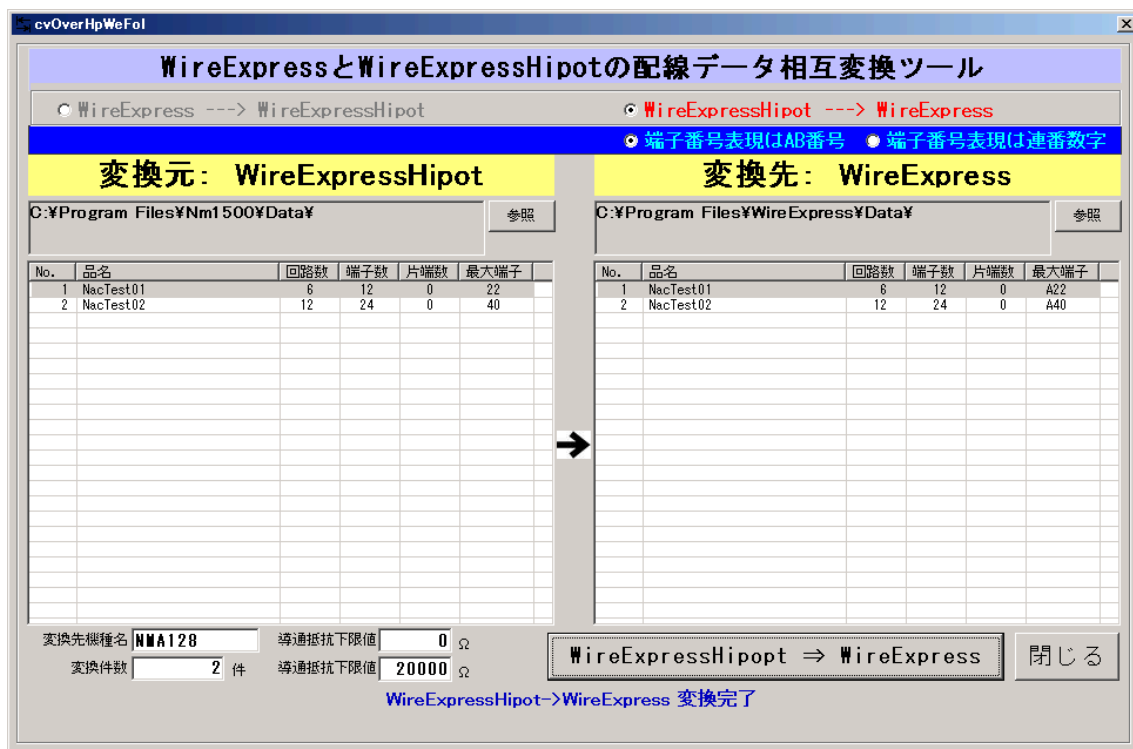 cvOverHpWeFol
WireExpressとWireExpressHipotの配線データ相互変換ツール
WireExpress ---> WireExpressHipot
WireExpressHipot ---> WireExpress
端子番号表現はAB番号 端子番号表現は連番数字
変換元: WireExpressHipot
変換先: WireExpress
C:¥Program Files¥Nm1500¥Data¥
参照
C:¥Program Files¥WireExpress¥Data¥
参照
No. 品名 回路数 端子数 片端数 最大端子
1 NacTest01 6 12 0 22
2 NacTest02 12 24 0 40
No. 品名 回路数 端子数 片端数 最大端子
1 NacTest01 6 12 0 A22
2 NacTest02 12 24 0 A40
変換先機種名 NMA128 導通抵抗下限値 0 Ω
変換件数 2 件 導通抵抗下限値 20000 Ω
WireExpressHipopt ⇒ WireExpress
閉じる
WireExpressHipot->WireExpress 変換完了